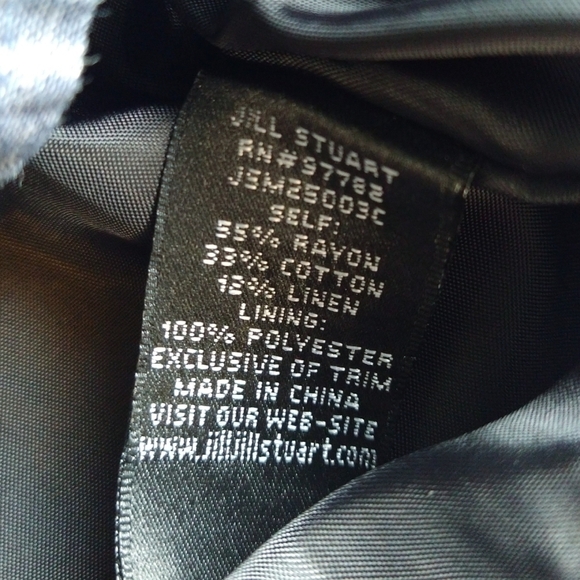 JILL STUART
RN#97782
JSM25003C
SELF:
55% RAYON
33% COTTON
12% LINEN
LINING:
100% POLYESTER
EXCLUSIVE OF TRIM
MADE IN CHINA
VISIT OUR WEB-SITE
www.jillJillstuart.com